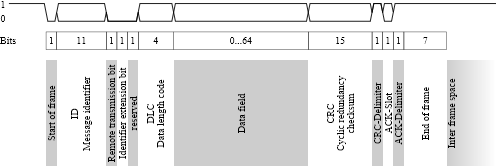 1
0
Bits 1 11 1 1 1 4 0...64 15 1 1 1 7
Start of frame
ID
Message identifier
Remote transmission bit
Identifier extension bit
reserved
DLC
Data length code
Data field
CRC
Cyclic redundancy
checksum
CRC-Delimiter
ACK-Slot
ACK-Delimiter
End of frame
Inter frame space